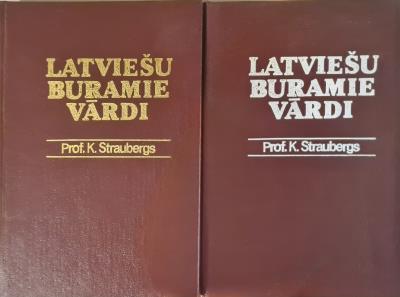 LATVIEŠU
BURAMIE
VĀRDI
Prof. K. Straubergs
LATVIEŠU
BURAMIE
VĀRDI
Prof. K. Straubergs